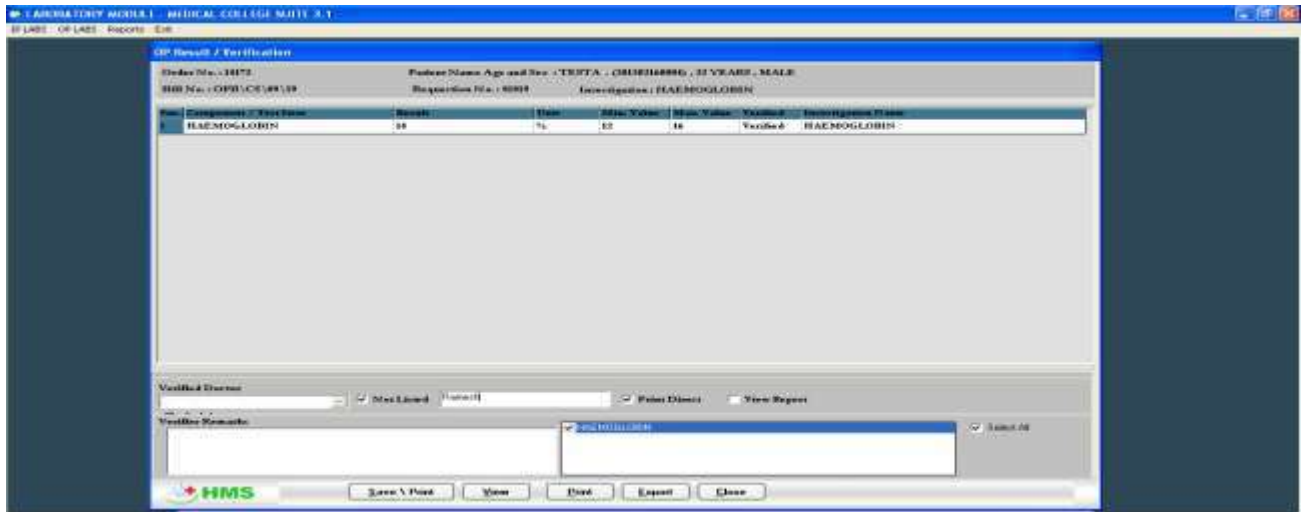 LABORATORY MODULE - MEDICAL COLLEGE SUITE 3.1
IP LABS OP LABS Reports Exit
OP Result / Verification
Order No. : Patient Name Age and Sex : TESTA - , 32 YEARS , MALE
Bill No. : Requestion No. : Investigation : HAEMOGLOBIN
Component / Test Item Result Unit Min. Value Max. Value Verified Investigation Name
HAEMOGLOBIN % 12 16 Verified HAEMOGLOBIN
Verified Doctor
Not Listed Print Direct View Report
Verifier Remarks
HAEMOGLOBIN Select All
HMS Save \ Print View Print Export Close